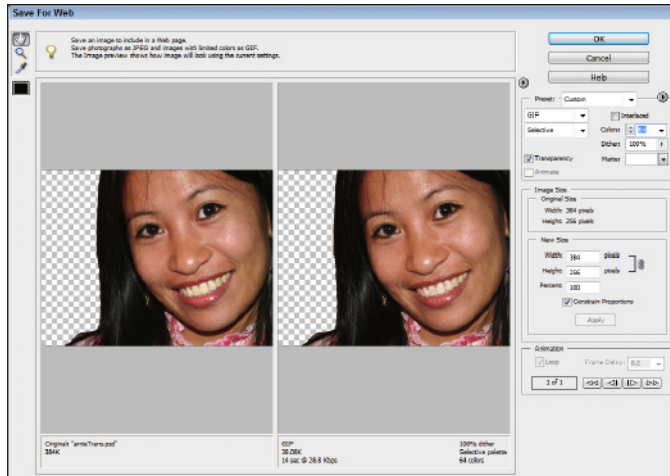 Save For Web
Save an image to include in a Web page.
Save photographs as JPEG and images with limited colors as GIF.
The Image preview shows how image will look using the current settings.
OK
Cancel
Help
Preset: Custom
GIF
Interlaced
Selective
Colors:
Dither: 100%
Transparency
Matte:
Animate
Image Size
Original Size
Width: 384 pixels
Height: 256 pixels
New Size
Width: 384 pixels
Height: 256 pixels
Percent: 100
Constrain Proportions
Apply
Animation
Loop
Frame Delay: 0.2
1 of 1
Original: "amieTrans.psd"
384K
GIF
14 sec @ 28.8 Kbps
100% dither
Selective palette
64 colors